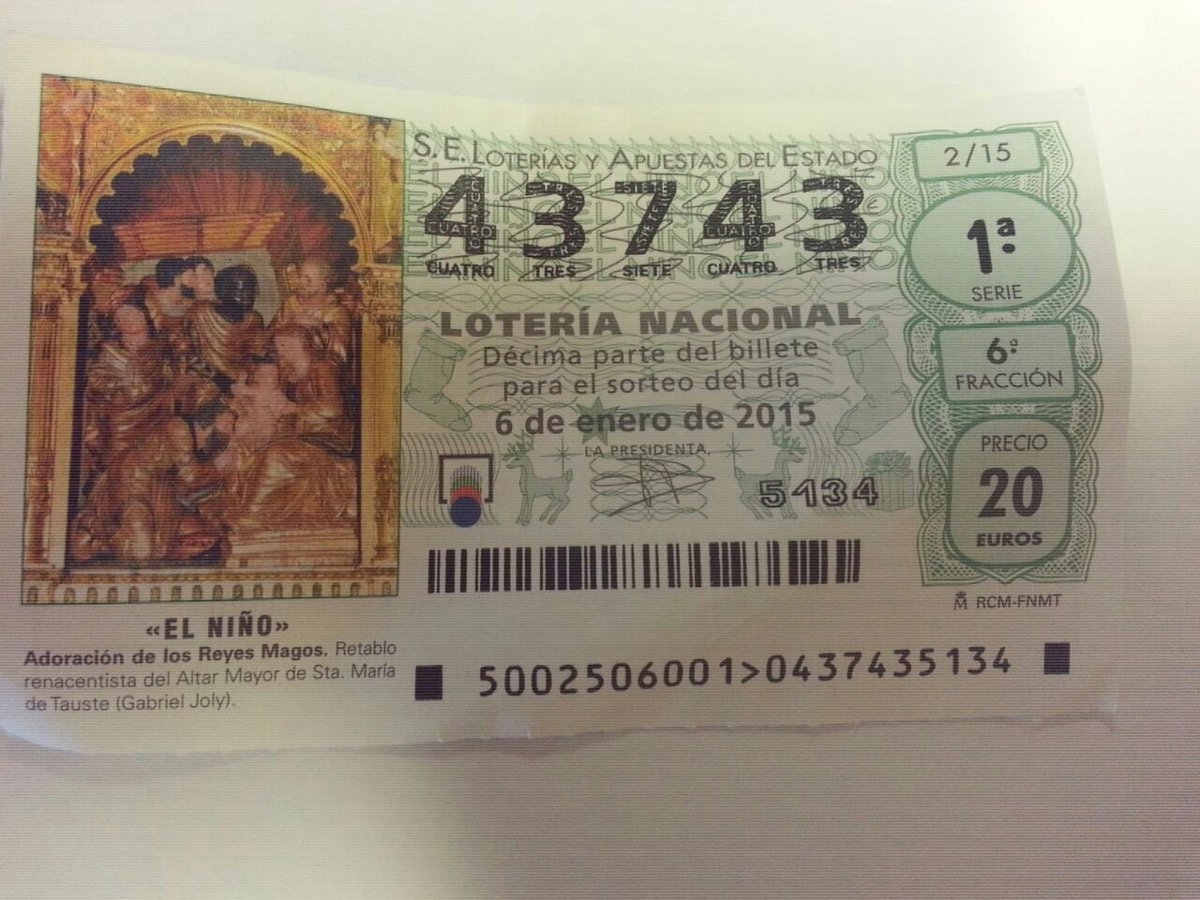 S.E. LOTERÍAS Y APUESTAS DEL ESTADO
43743
CUATRO TRES SIETE CUATRO TRES
LOTERÍA NACIONAL
Décima parte del billete
para el sorteo del día
6 de enero de 2015
LA PRESIDENTA,
5134
2/15
1ª
SERIE
6ª
FRACCIÓN
PRECIO
20
EUROS
RCM-FNMT
«EL NIÑO»
Adoración de los Reyes Magos. Retablo
renacentista del Altar Mayor de Sta. María
de Tauste (Gabriel Joly).
5002506001>0437435134